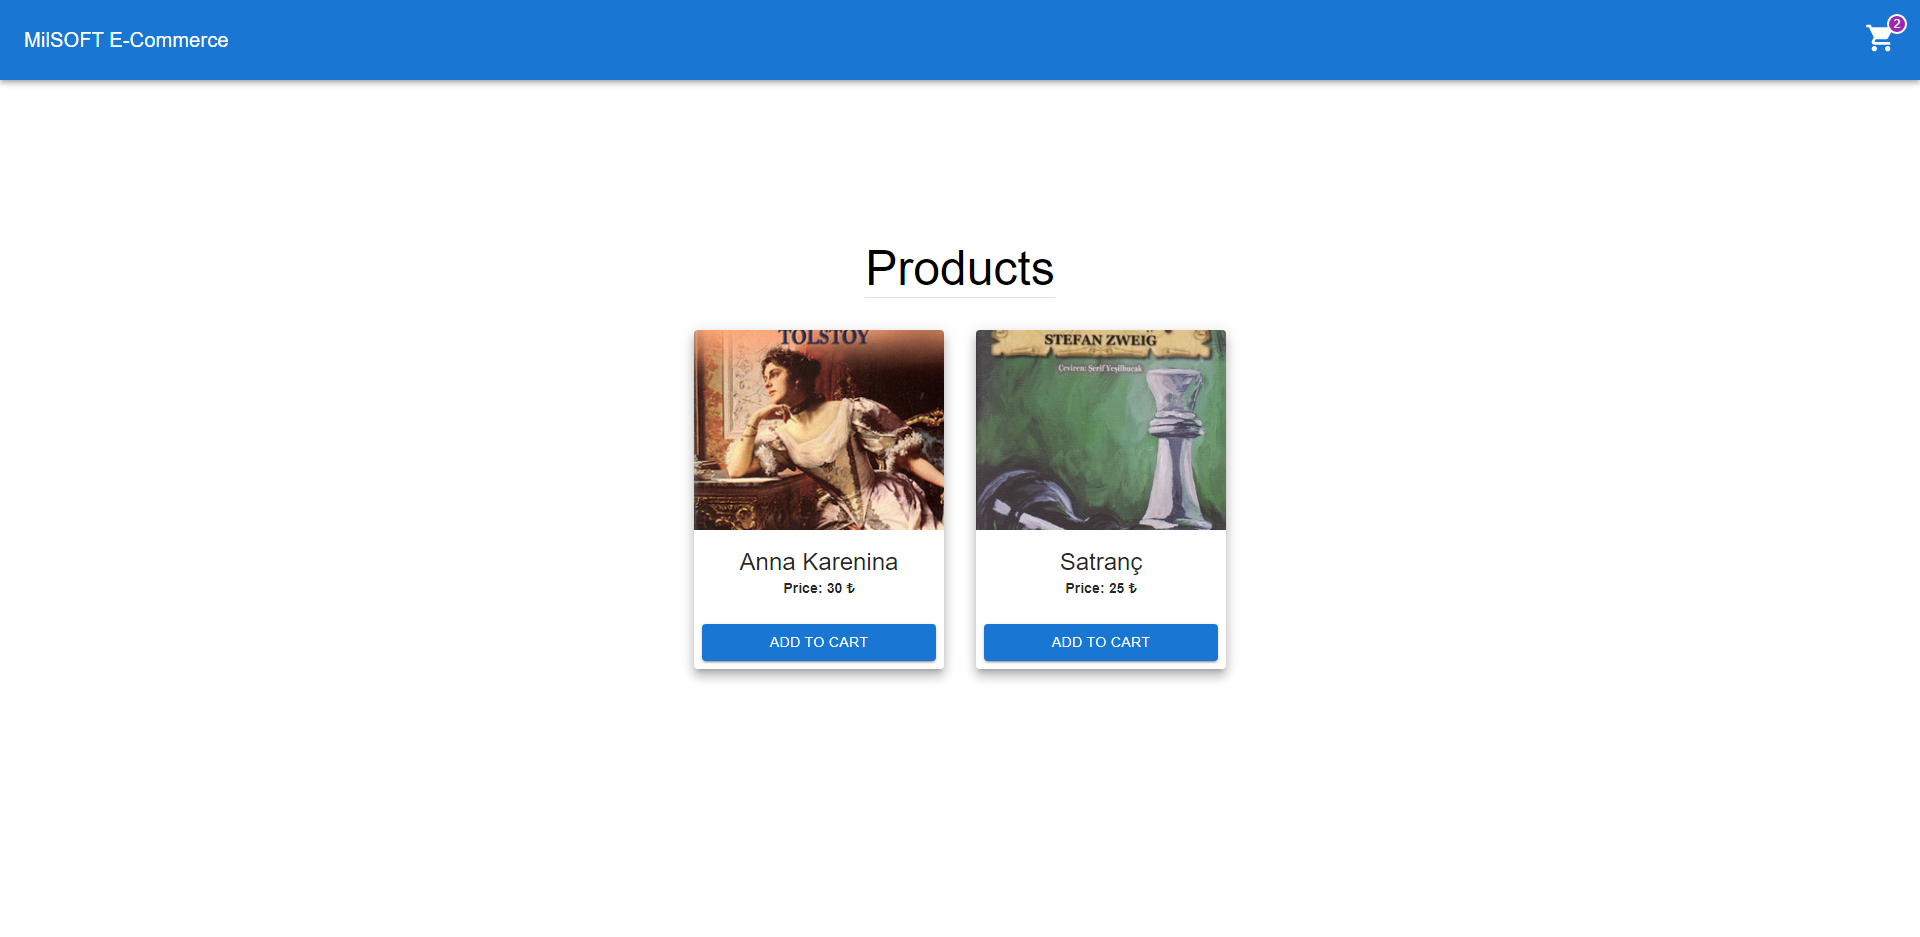 MilSOFT E-Commerce
2
Products
TOLSTOY
STEFAN ZWEIG
Çeviren: Şerif Yeşilbucak
Anna Karenina
Price: 30 ₺
Satranç
Price: 25 ₺
ADD TO CART
ADD TO CART